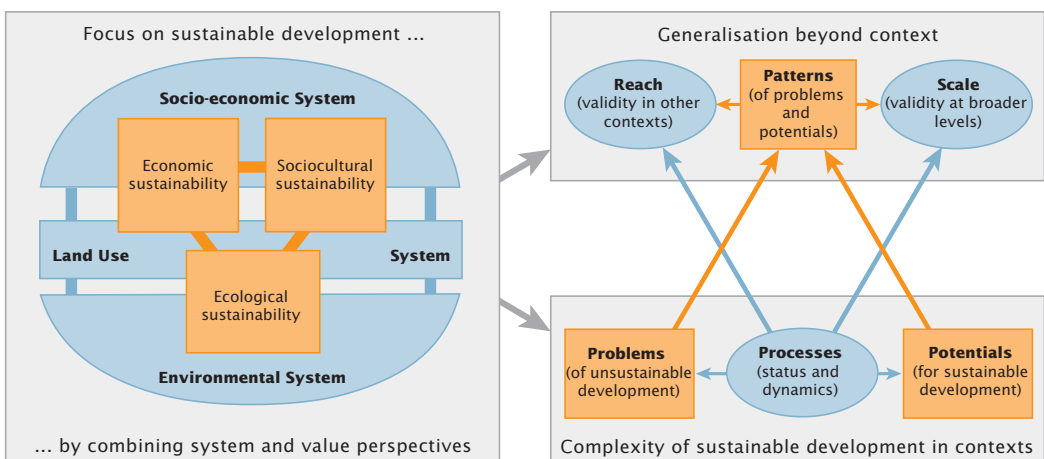 Focus on sustainable development ...
Socio-economic System
Economic
sustainability
Sociocultural
sustainability
Land Use
System
Ecological
sustainability
Environmental System
... by combining system and value perspectives
Generalisation beyond context
Reach
(validity in other
contexts)
Patterns
(of problems
and
potentials)
Scale
(validity at broader
levels)
Problems
(of unsustainable
development)
Processes
(status and
dynamics)
Potentials
(for sustainable
development)
Complexity of sustainable development in contexts